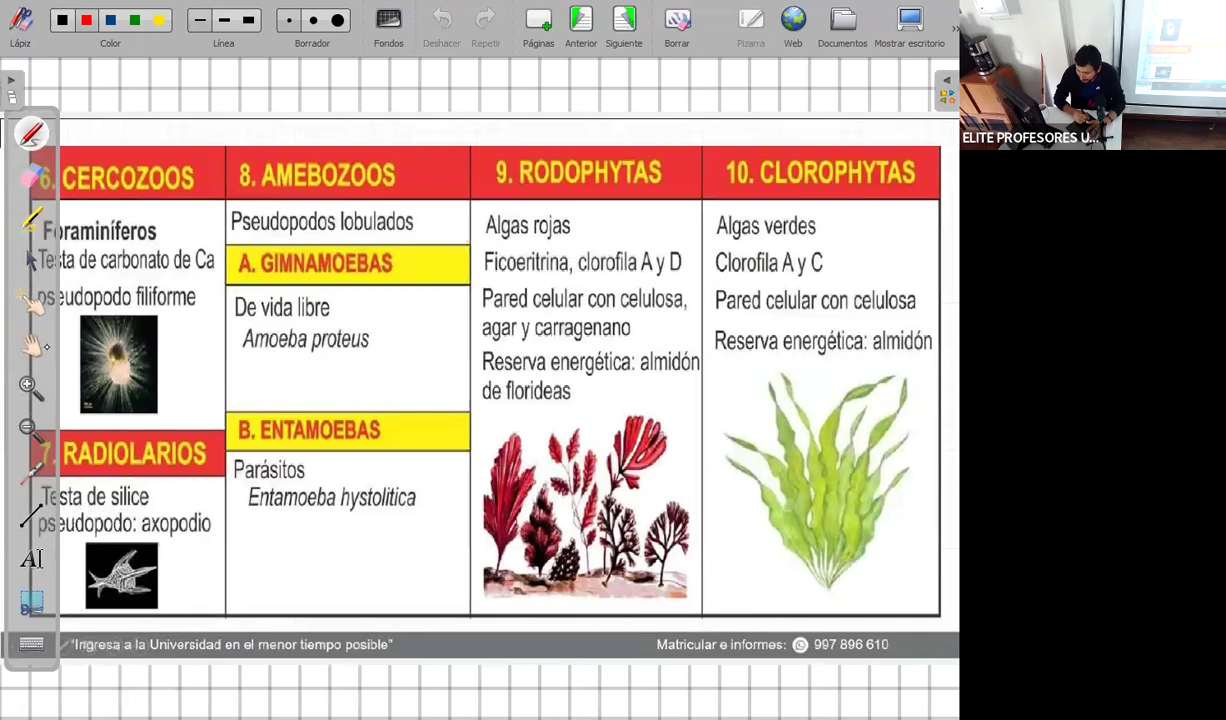 Lápiz
Color
Línea
Borrador
Fondos
Deshacer
Repetir
Páginas
Anterior
Siguiente
Borrar
Pizarra
Web
Documentos
Mostrar escritorio
ELITE PROFESORES U...
6. CERCOZOOS
Foraminíferos
Testa de carbonato de Ca
pseudopodo filiforme
7. RADIOLARIOS
Testa de silice
pseudopodo: axopodio
8. AMEBOZOOS
Pseudopodos lobulados
A. GIMNAMOEBAS
De vida libre
Amoeba proteus
B. ENTAMOEBAS
Parásitos
Entamoeba hystolitica
9. RODOPHYTAS
Algas rojas
Ficoeritrina, clorofila A y D
Pared celular con celulosa,
agar y carragenano
Reserva energética: almidón
de florideas
10. CLOROPHYTAS
Algas verdes
Clorofila A y C
Pared celular con celulosa
Reserva energética: almidón
AI
"Ingresa a la Universidad en el menor tiempo posible"
Matricular e informes: 997 896 610